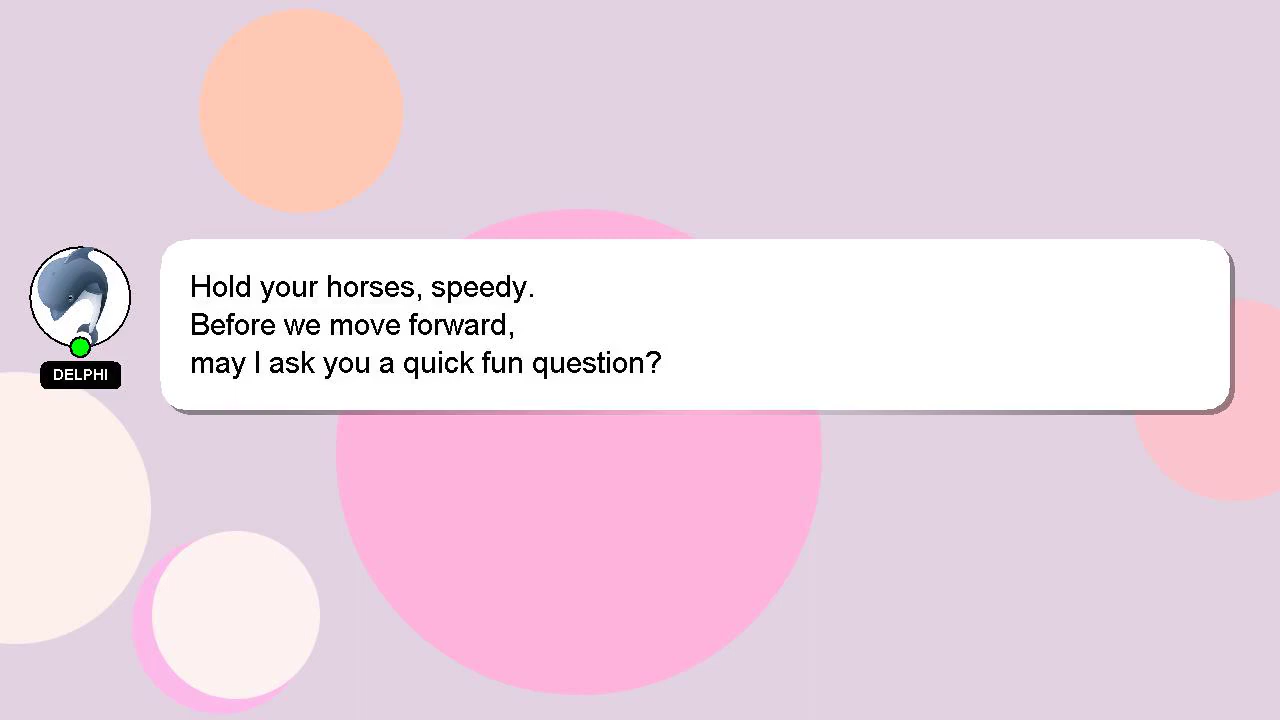 Hold your horses, speedy.
Before we move forward,
may I ask you a quick fun question?
DELPHI